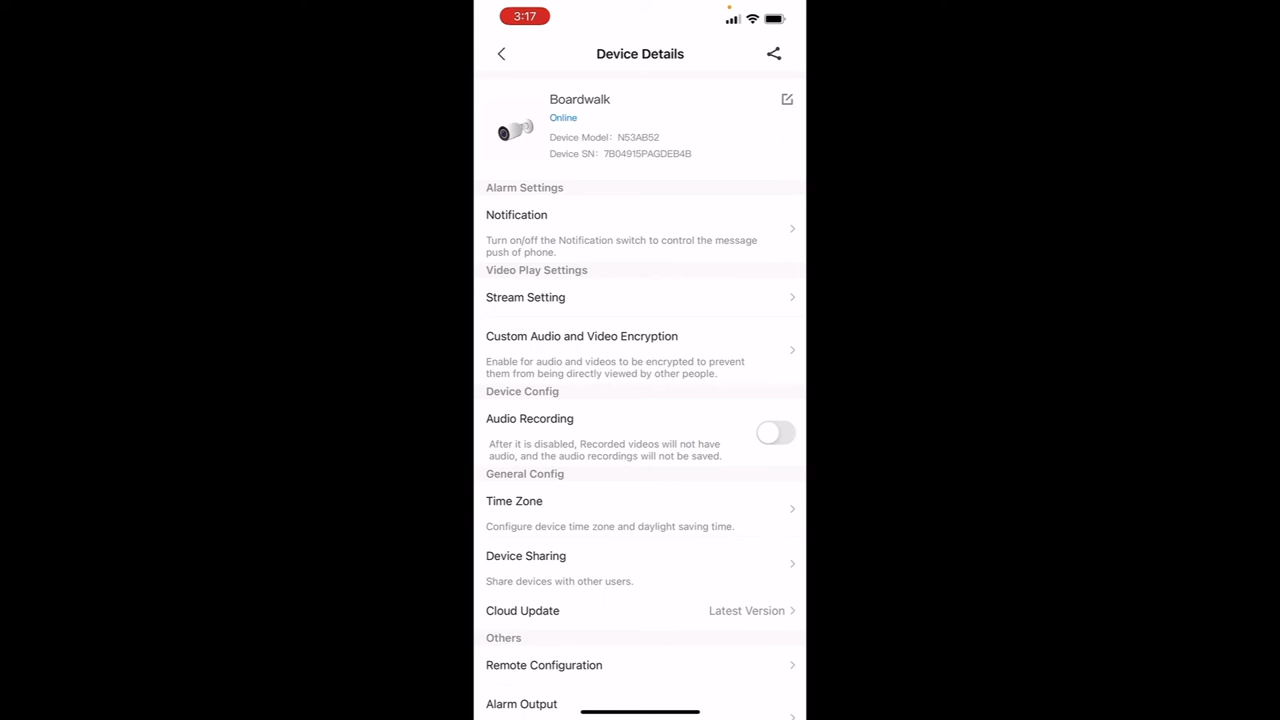 3:17
Device Details
Boardwalk
Online
Device Model: N53AB52
Device SN: 7B04915PAGDEB4B
Alarm Settings
Notification
Turn on/off the Notification switch to control the message
push of phone.
Video Play Settings
Stream Setting
Custom Audio and Video Encryption
Enable for audio and videos to be encrypted to prevent
them from being directly viewed by other people.
Device Config
Audio Recording
After it is disabled, Recorded videos will not have
audio, and the audio recordings will not be saved.
General Config
Time Zone
Configure device time zone and daylight saving time.
Device Sharing
Share devices with other users.
Cloud Update Latest Version
Others
Remote Configuration
Alarm Output